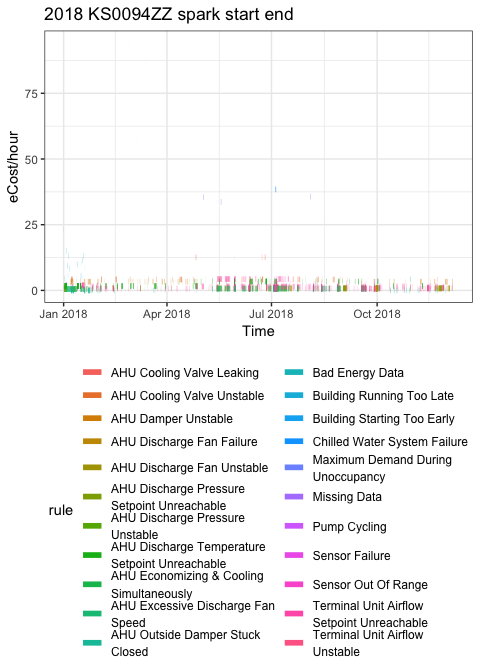 2018 KS0094ZZ spark start end
eCost/hour
75
50
25
0
Jan 2018
Apr 2018
Jul 2018
Oct 2018
Time
rule
AHU Cooling Valve Leaking
AHU Cooling Valve Unstable
AHU Damper Unstable
AHU Discharge Fan Failure
AHU Discharge Fan Unstable
AHU Discharge Pressure
Setpoint Unreachable
AHU Discharge Pressure
Unstable
AHU Discharge Temperature
Setpoint Unreachable
AHU Economizing & Cooling
Simultaneously
AHU Excessive Discharge Fan
Speed
AHU Outside Damper Stuck
Closed
Bad Energy Data
Building Running Too Late
Building Starting Too Early
Chilled Water System Failure
Maximum Demand During
Unoccupancy
Missing Data
Pump Cycling
Sensor Failure
Sensor Out Of Range
Terminal Unit Airflow
Setpoint Unreachable
Terminal Unit Airflow
Unstable